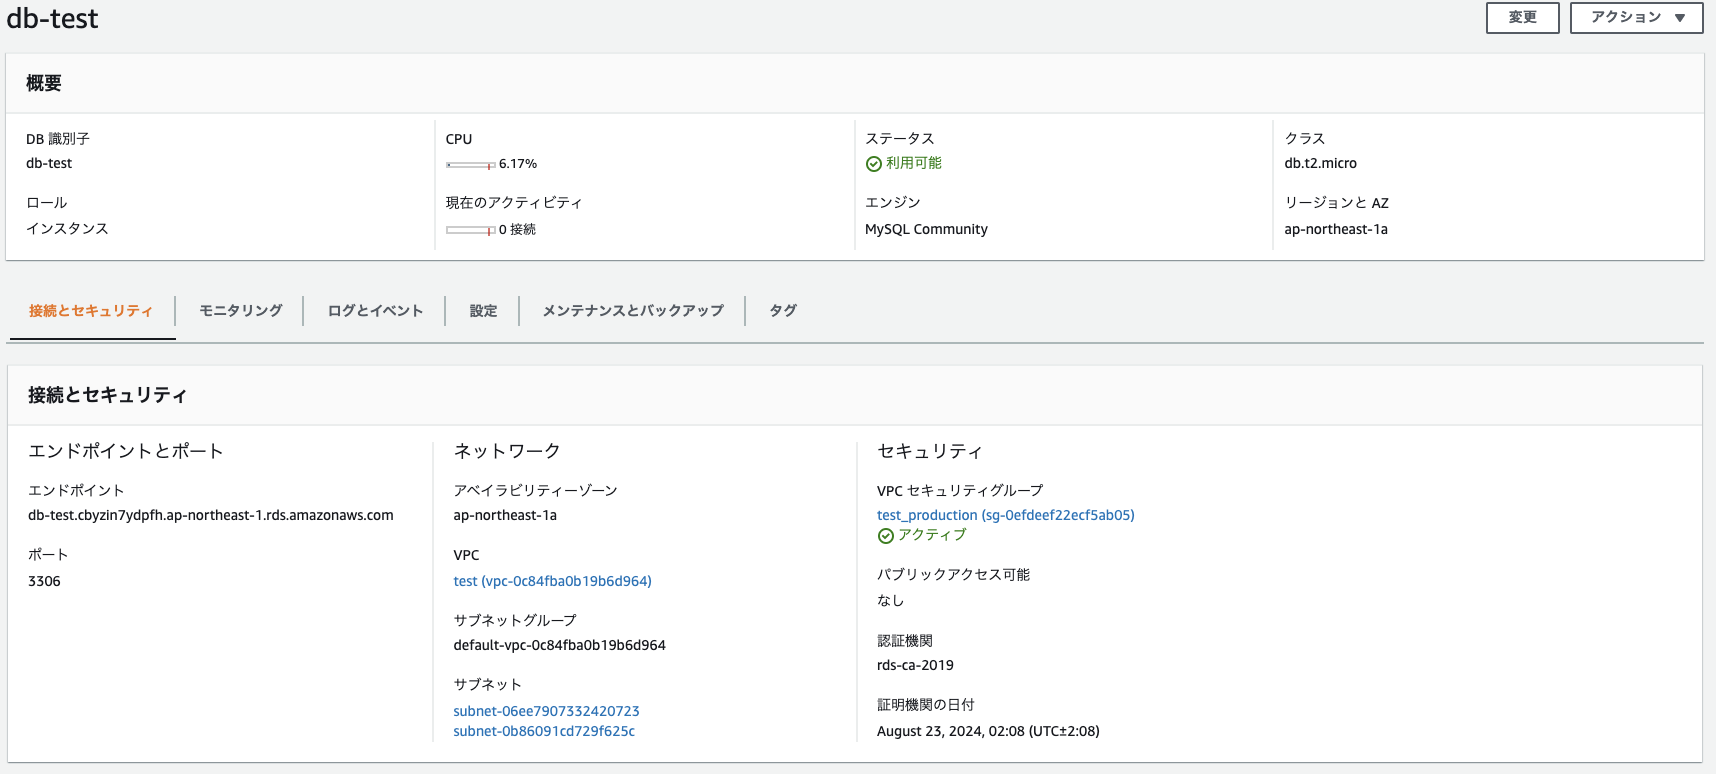 db-test
変更
アクション ▼
概要
DB 識別子
db-test
CPU
6.17%
ステータス
利用可能
クラス
db.t2.micro
ロール
インスタンス
現在のアクティビティ
0 接続
エンジン
MySQL Community
リージョンと AZ
ap-northeast-1a
接続とセキュリティ
モニタリング
ログとイベント
設定
メンテナンスとバックアップ
タグ
接続とセキュリティ
エンドポイントとポート
エンドポイント
db-test.cbyzin7ydpfh.ap-northeast-1.rds.amazonaws.com
ポート
3306
ネットワーク
アベイラビリティーゾーン
ap-northeast-1a
VPC
test (vpc-0c84fba0b19b6d964)
サブネットグループ
default-vpc-0c84fba0b19b6d964
サブネット
subnet-06ee7907332420723
subnet-0b86091cd729f625c
セキュリティ
VPC セキュリティグループ
test_production (sg-0efdeef22ecf5ab05)
アクティブ
パブリックアクセス可能
なし
認証機関
rds-ca-2019
証明機関の日付
August 23, 2024, 02:08 (UTC±2:08)